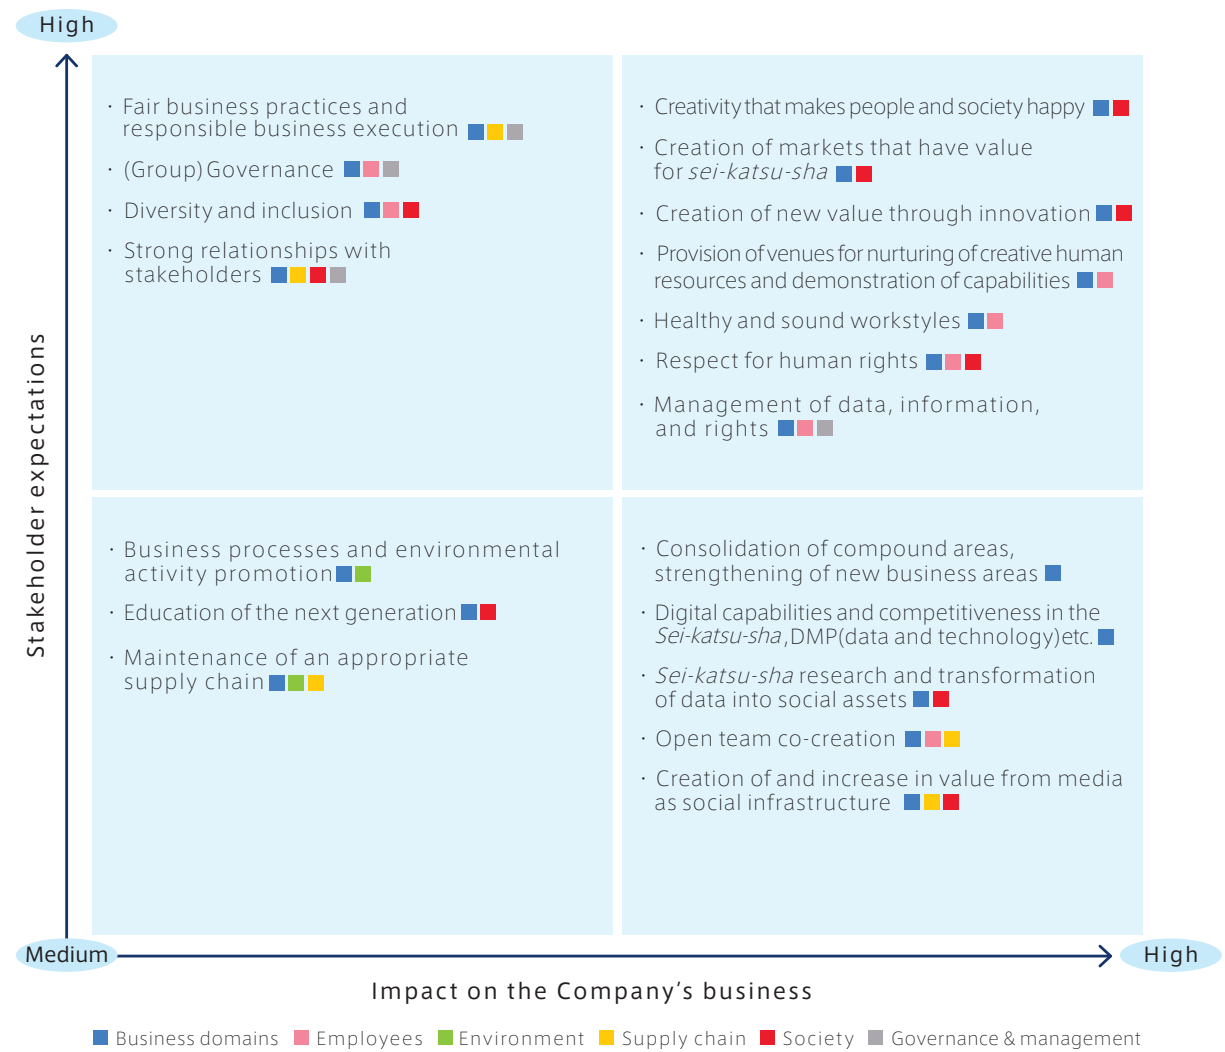 High
· Fair business practices and
responsible business execution
· (Group) Governance
· Diversity and inclusion
· Strong relationships with
stakeholders
· Creativity that makes people and society happy
· Creation of markets that have value
for sei-katsu-sha
· Creation of new value through innovation
· Provision of venues for nurturing of creative human
resources and demonstration of capabilities
· Healthy and sound workstyles
· Respect for human rights
· Management of data, information,
and rights
Stakeholder expectations
· Business processes and environmental
activity promotion
· Education of the next generation
· Maintenance of an appropriate
supply chain
· Consolidation of compound areas,
strengthening of new business areas
· Digital capabilities and competitiveness in the
Sei-katsu-sha, DMP(data and technology)etc.
· Sei-katsu-sha research and transformation
of data into social assets
· Open team co-creation
· Creation of and increase in value from media
as social infrastructure
Medium
High
Impact on the Company's business
Business domains Employees Environment Supply chain Society Governance & management